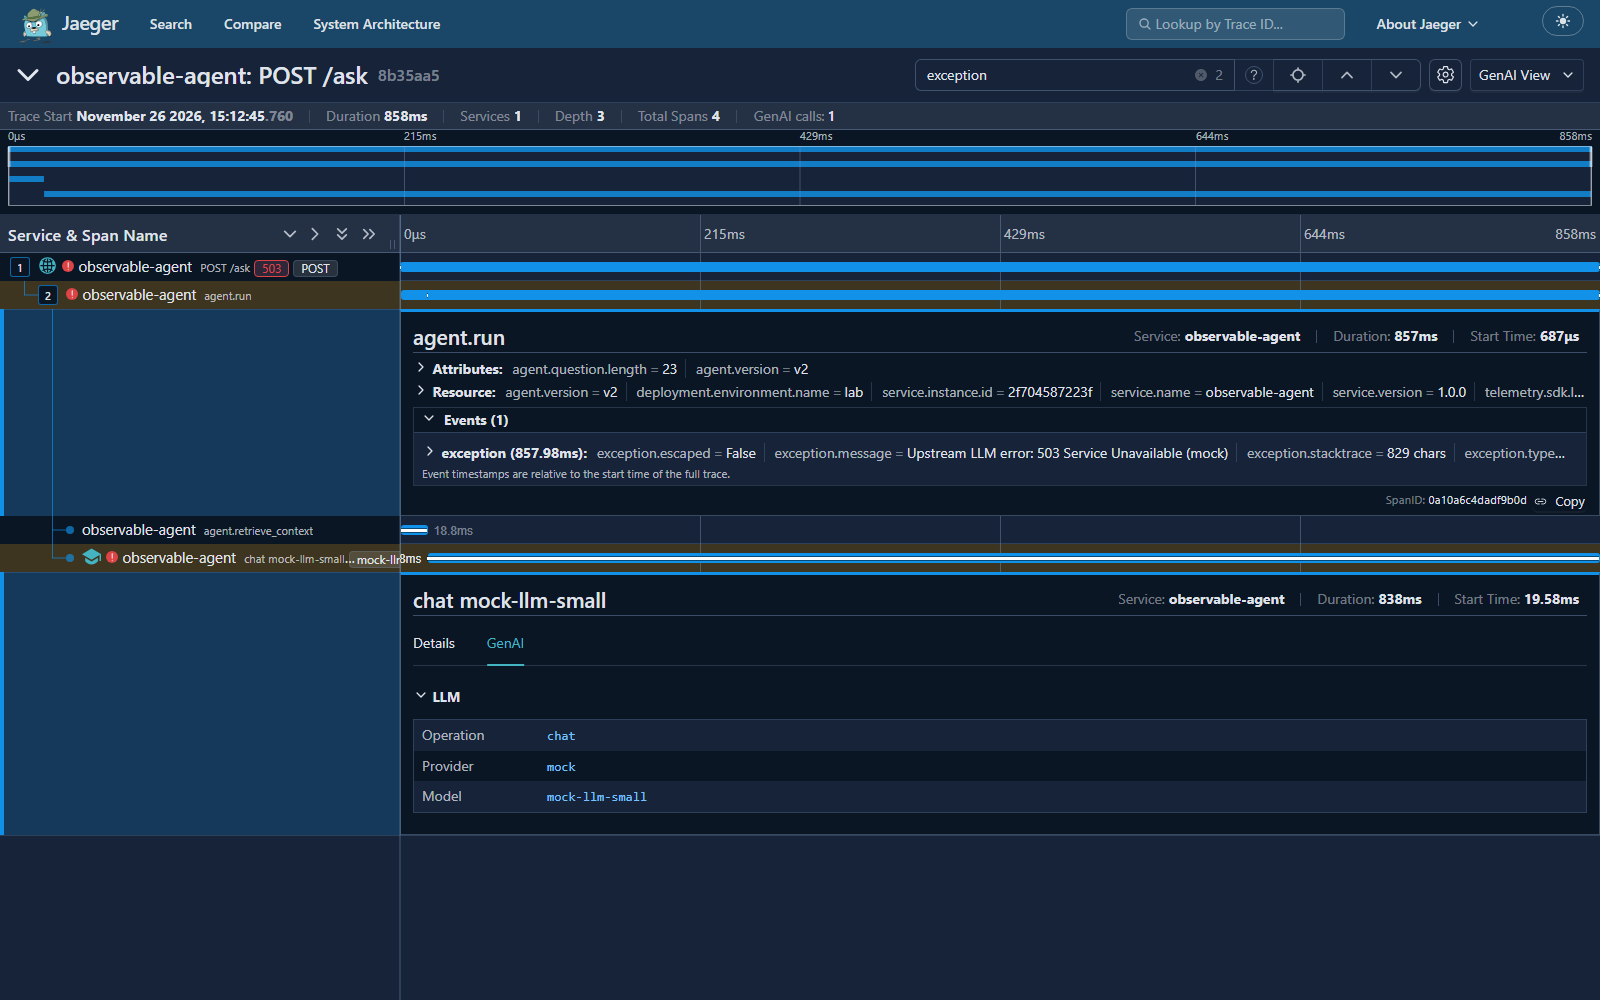 Jaeger Search Compare System Architecture Lookup by Trace ID... About Jaeger
observable-agent: POST /ask 8b35aa5 exception 2 ? GenAI View
Trace Start November 26 2026, 15:12:45.760 Duration 858ms Services 1 Depth 3 Total Spans 4 GenAI calls: 1
0μs 215ms 429ms 644ms 858ms
Service & Span Name 0μs 215ms 429ms 644ms 858ms
1 observable-agent POST /ask 503 POST
2 observable-agent agent.run
agent.run Service: observable-agent Duration: 857ms Start Time: 687μs
Attributes: agent.question.length = 23 agent.version = v2
Resource: agent.version = v2 deployment.environment.name = lab service.instance.id = 2f704587223f service.name = observable-agent service.version = 1.0.0 telemetry.sdk.l...
Events (1)
exception (857.98ms): exception.escaped = False exception.message = Upstream LLM error: 503 Service Unavailable (mock) exception.stacktrace = 829 chars exception.type...
Event timestamps are relative to the start time of the full trace.
SpanID: 0a10a6c4dadf9b0d Copy
observable-agent agent.retrieve_context 18.8ms
observable-agent chat mock-llm-small... mock-llm 8ms
chat mock-llm-small Service: observable-agent Duration: 838ms Start Time: 19.58ms
Details GenAI
LLM
Operation chat
Provider mock
Model mock-llm-small